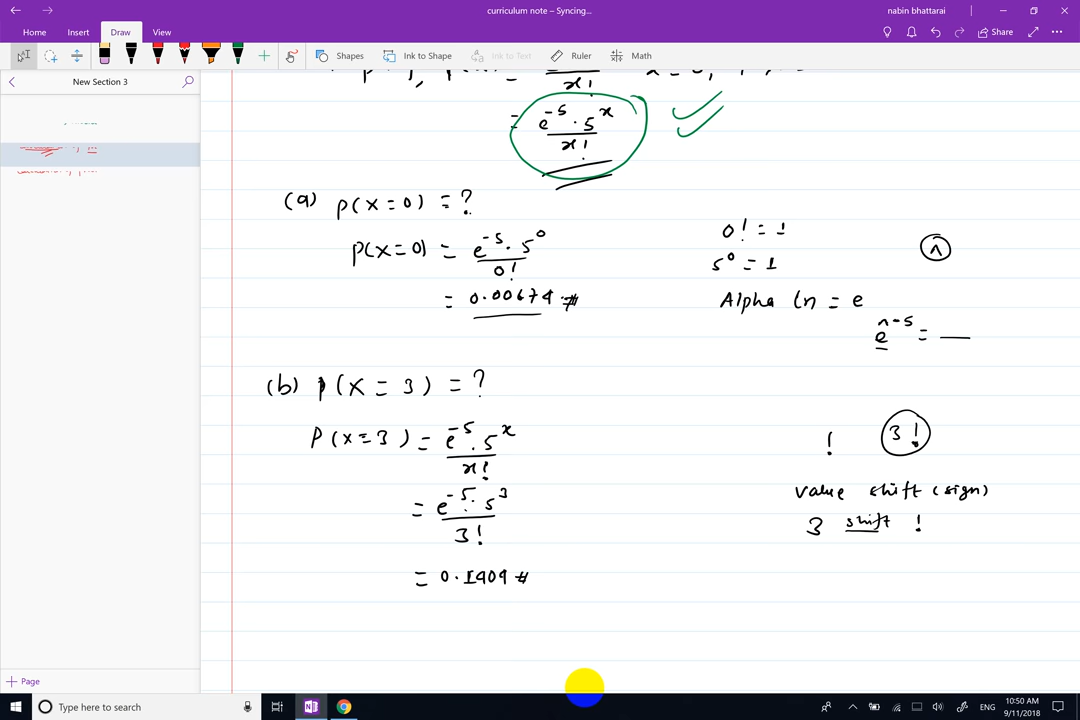 curriculum note – Syncing...
nabin bhattarai
Home Insert Draw View
Share
Shapes Ink to Shape Ink to Text Ruler Math
New Section 3
x!
= e^-5 . 5^x
x!
(a) P(X=0) = ?
P(X=0) = e^-5 . 5^0
0!
= 0.00674 #
0! = 1
5^0 = 1
Alpha ln = e
e^ ^-5 = —
^
(b) P(X = 3) = ?
P(X=3) = e^-5 . 5^x
x!
= e^-5 . 5^3
3!
= 0.1404 #
! 3!
value shift (sign)
3 shift !
+ Page
Type here to search
ENG
10:50 AM
9/11/2018